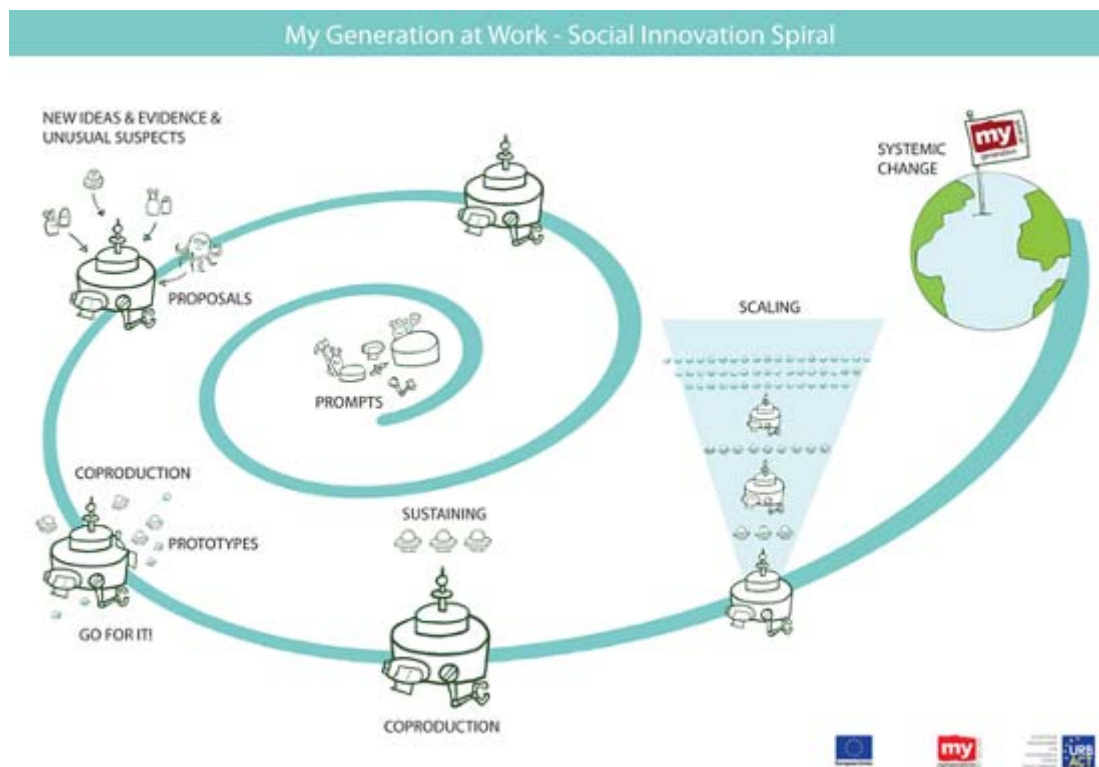 My Generation at Work - Social Innovation Spiral
NEW IDEAS & EVIDENCE &
UNUSUAL SUSPECTS
PROPOSALS
PROMPTS
COPRODUCTION
PROTOTYPES
GO FOR IT!
SUSTAINING
COPRODUCTION
SCALING
SYSTEMIC
CHANGE
my
generation
my
URB
ACT